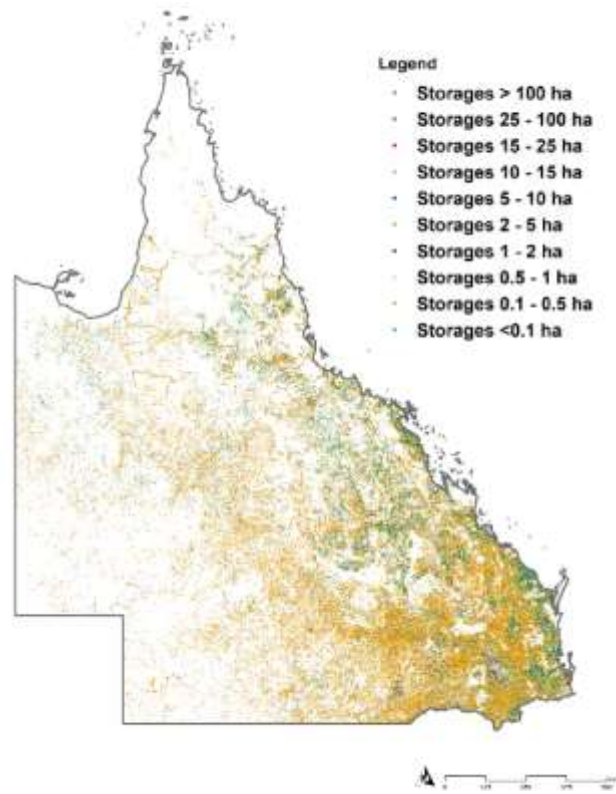 Legend
Storages > 100 ha
Storages 25 - 100 ha
Storages 15 - 25 ha
Storages 10 - 15 ha
Storages 5 - 10 ha
Storages 2 - 5 ha
Storages 1 - 2 ha
Storages 0.5 - 1 ha
Storages 0.1 - 0.5 ha
Storages <0.1 ha